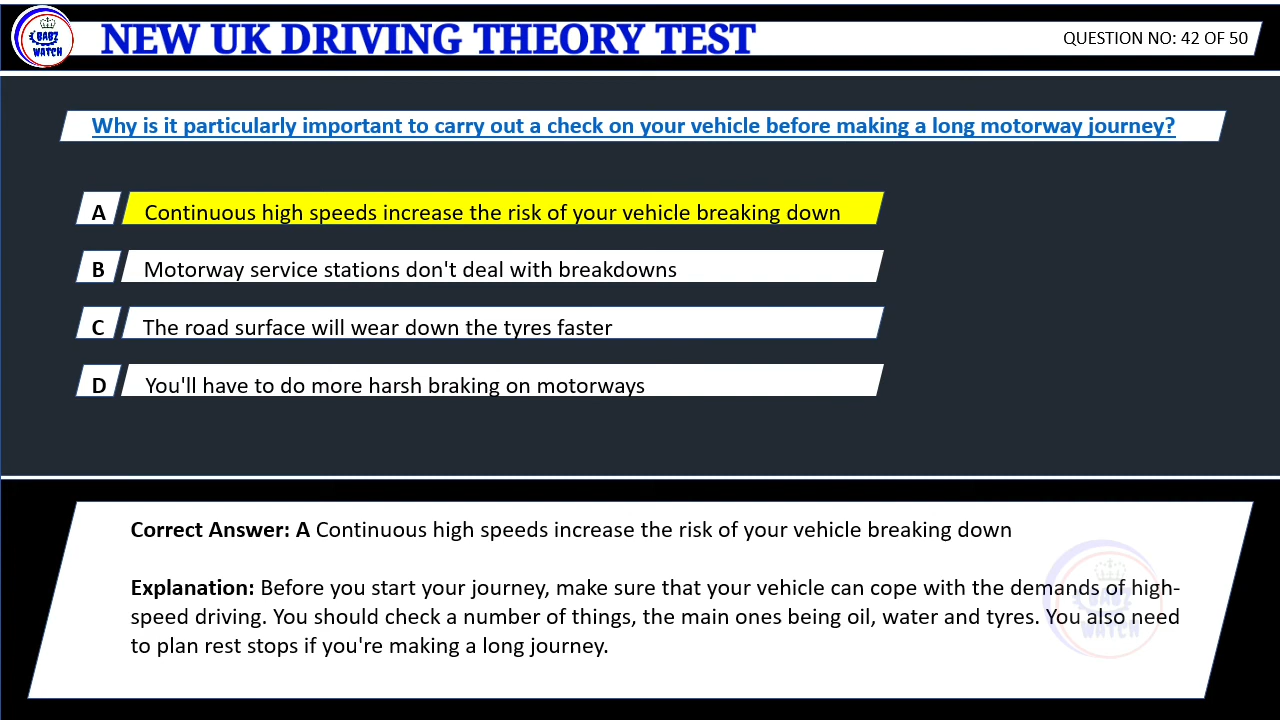 BABZ
WATCH
NEW UK DRIVING THEORY TEST
QUESTION NO: 42 OF 50
Why is it particularly important to carry out a check on your vehicle before making a long motorway journey?
A Continuous high speeds increase the risk of your vehicle breaking down
B Motorway service stations don't deal with breakdowns
C The road surface will wear down the tyres faster
D You'll have to do more harsh braking on motorways
Correct Answer: A Continuous high speeds increase the risk of your vehicle breaking down
Explanation: Before you start your journey, make sure that your vehicle can cope with the demands of high-
speed driving. You should check a number of things, the main ones being oil, water and tyres. You also need
to plan rest stops if you're making a long journey.
BABZ
WATCH